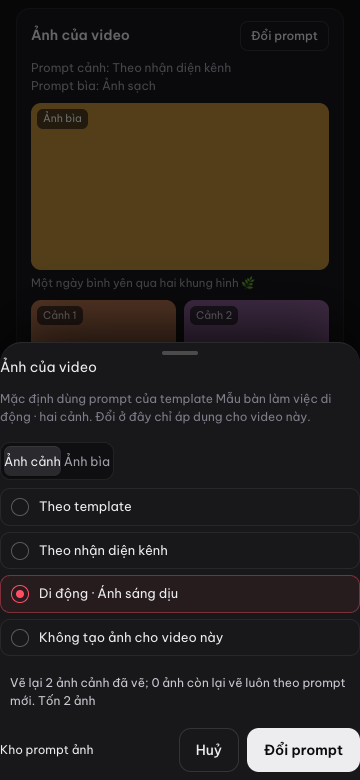 Ảnh của video
Đổi prompt
Prompt cảnh: Theo nhận diện kênh
Prompt bìa: Ảnh sạch
Ảnh bìa
Một ngày bình yên qua hai khung hình 🌿
Cảnh 1
Cảnh 2
Ảnh của video
Mặc định dùng prompt của template Mẫu bàn làm việc di
động · hai cảnh. Đổi ở đây chỉ áp dụng cho video này.
Ảnh cảnh
Ảnh bìa
Theo template
Theo nhận diện kênh
Di động · Ánh sáng dịu
Không tạo ảnh cho video này
Vẽ lại 2 ảnh cảnh đã vẽ; 0 ảnh còn lại vẽ luôn theo prompt
mới. Tốn 2 ảnh
Kho prompt ảnh
Huỷ
Đổi prompt